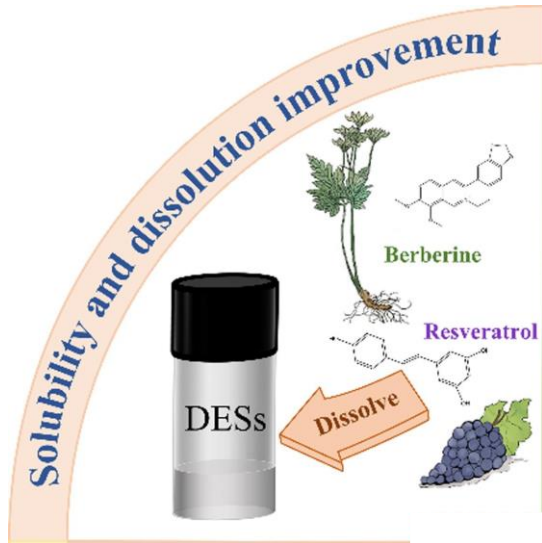 Solubility and dissolution improvement
Berberine
Resveratrol
DESs
Dissolve